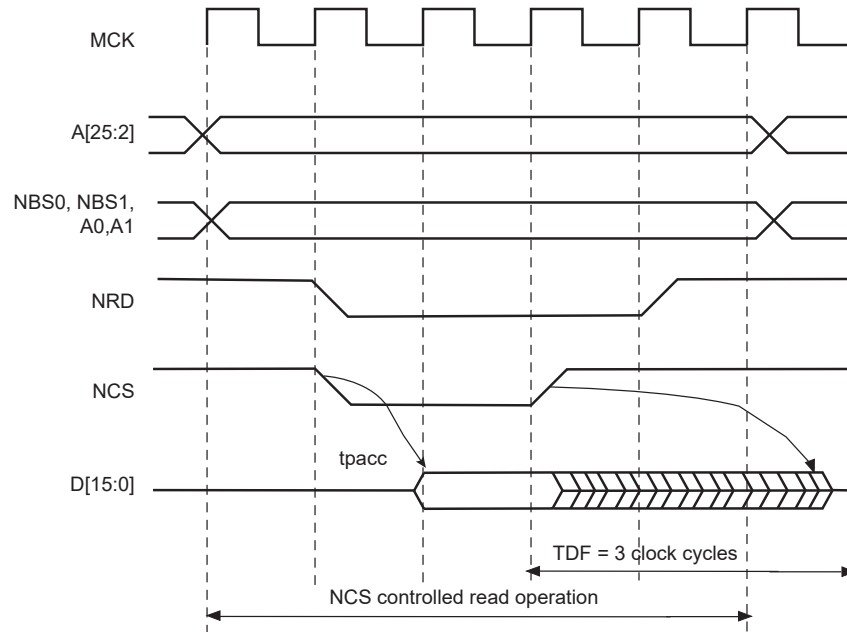 MCK
A[25:2]
NBS0, NBS1,
A0,A1
NRD
NCS
tpacc
D[15:0]
TDF = 3 clock cycles
NCS controlled read operation